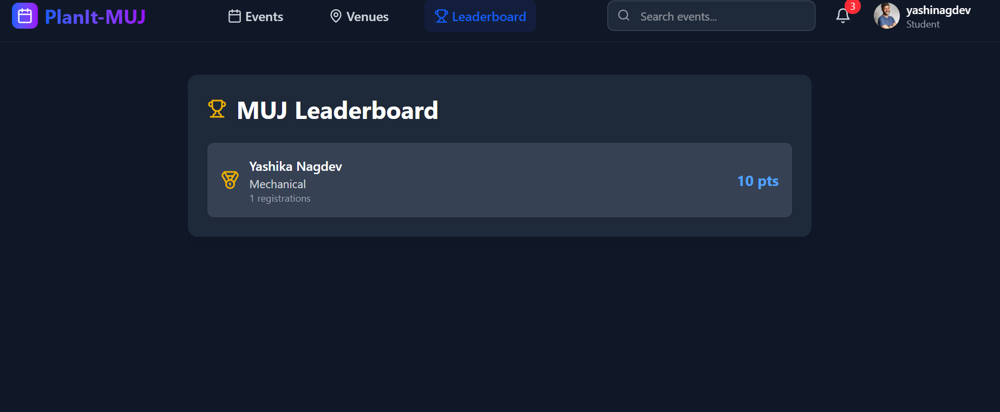 PlanIt-MUJ
Events
Venues
Leaderboard
Search events...
3
yashinagdev
Student
MUJ Leaderboard
Yashika Nagdev
Mechanical
1 registrations
10 pts